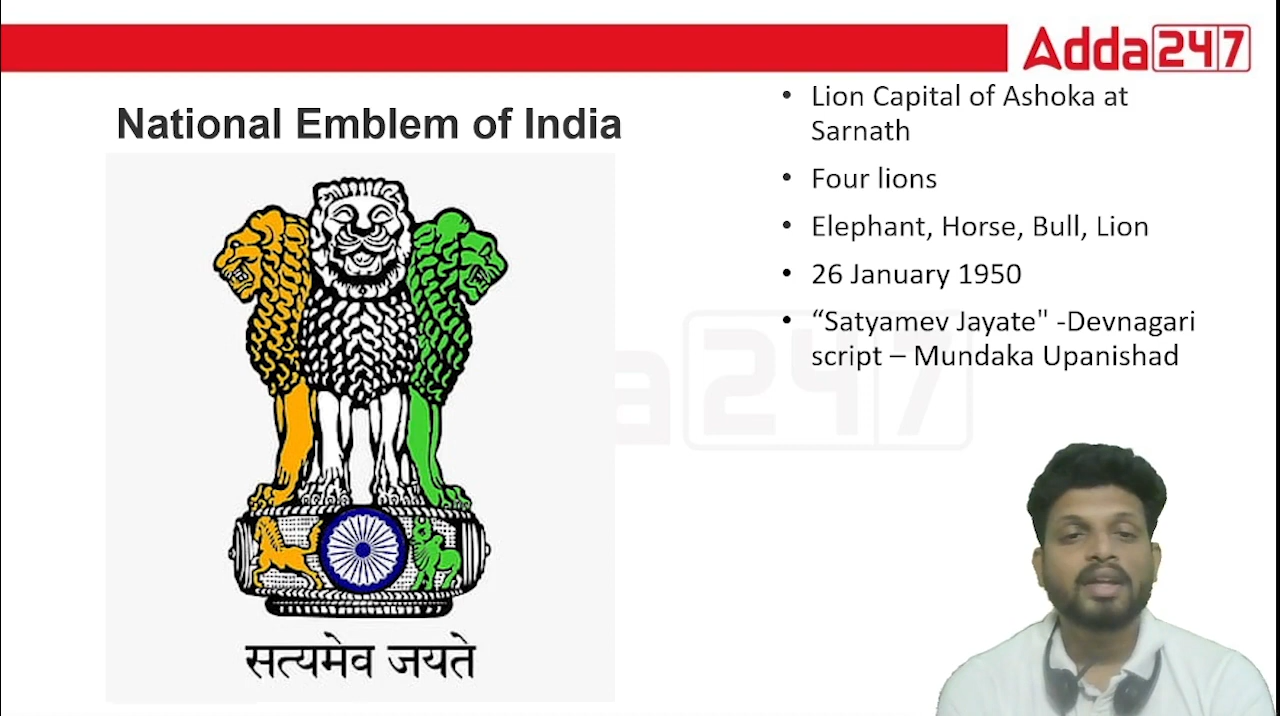 Adda247
National Emblem of India
• Lion Capital of Ashoka at
Sarnath
• Four lions
• Elephant, Horse, Bull, Lion
• 26 January 1950
• “Satyamev Jayate" -Devnagari
script – Mundaka Upanishad
a 247
सत्यमेव जयते